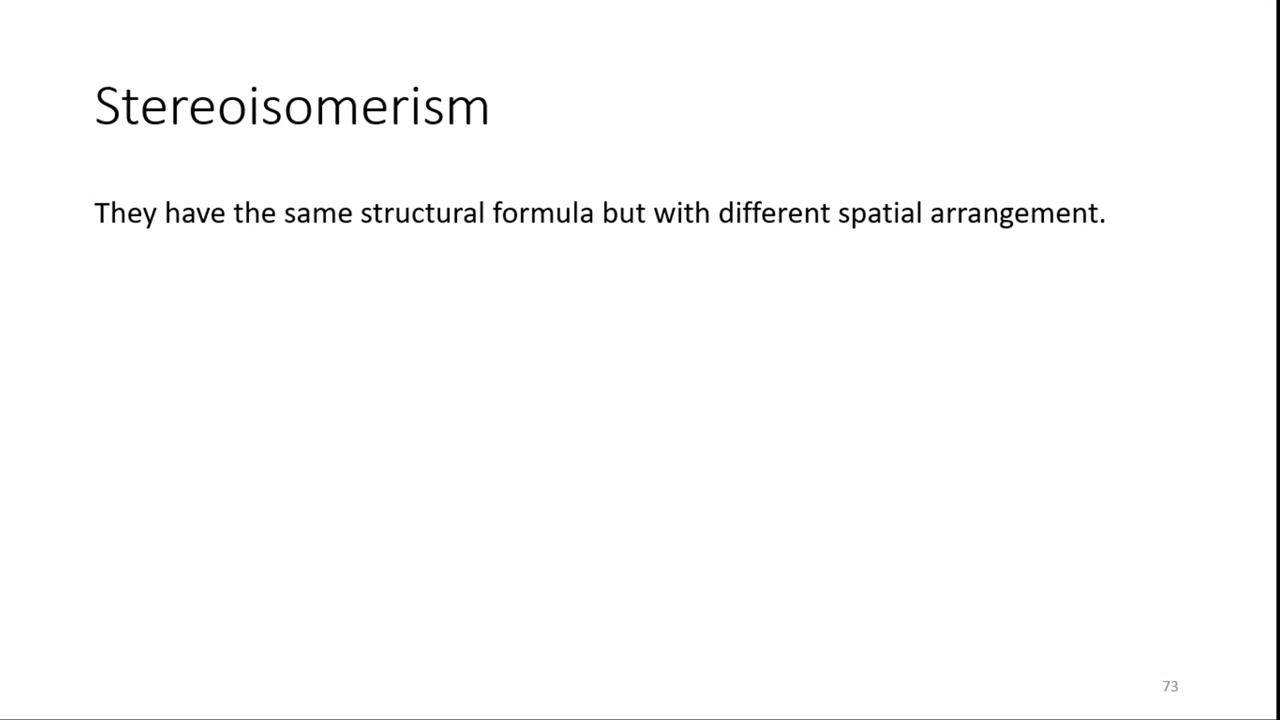 Stereoisomerism
They have the same structural formula but with different spatial arrangement.
73